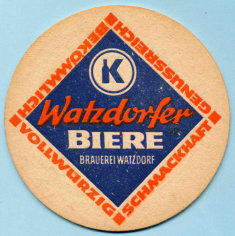 BEKÖMMLICH
GENUSSREICH
K
Watzdorfer
BIERE
BRAUEREI WATZDORF
VOLLWÜRZIG
SCHMACKHAFT